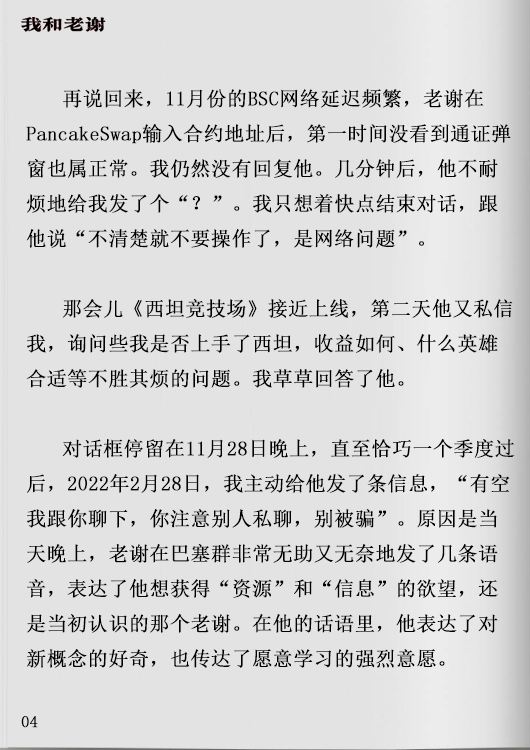 我和老谢
再说回来，11月份的BSC网络延迟频繁，老谢在
PancakeSwap输入合约地址后，第一时间没看到通证弹
窗也属正常。我仍然没有回复他。几分钟后，他不耐
烦地给我发了个“？”。我只想着快点结束对话，跟
他说“不清楚就不要操作了，是网络问题”。
那会儿《西坦竞技场》接近上线，第二天他又私信
我，询问些我是否上手了西坦，收益如何、什么英雄
合适等不胜其烦的问题。我草草回答了他。
对话框停留在11月28日晚上，直至恰巧一个季度过
后，2022年2月28日，我主动给他发了条信息，“有空
我跟你聊下，你注意别人私聊，别被骗”。原因是当
天晚上，老谢在巴塞群非常无助又无奈地发了几条语
音，表达了他想获得“资源”和“信息”的欲望，还
是当初认识的那个老谢。在他的话语里，他表达了对
新概念的好奇，也传达了愿意学习的强烈意愿。
04